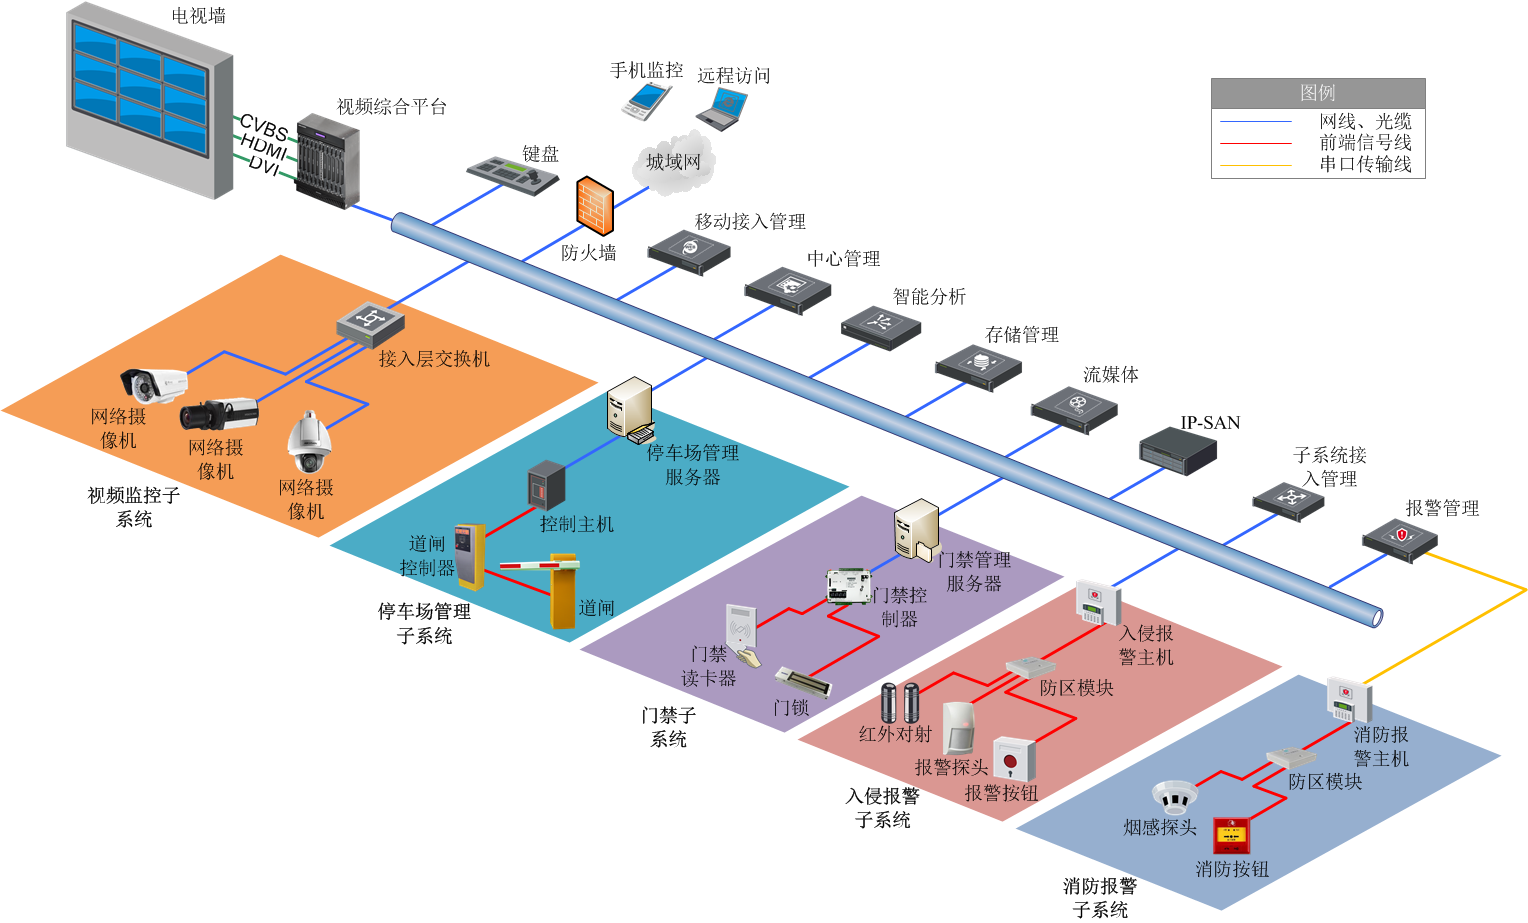 电视墙
视频综合平台
CVBS
HDMI
DVI
键盘
手机监控
远程访问
城域网
防火墙
图例
网线、光缆
前端信号线
串口传输线
移动接入管理
中心管理
智能分析
存储管理
流媒体
IP-SAN
子系统接
入管理
报警管理
接入层交换机
网络摄
像机
网络摄
像机
网络摄
像机
视频监控子
系统
停车场管理
服务器
控制主机
道闸
控制器
道闸
停车场管理
子系统
门禁管理
服务器
门禁控
制器
门禁
读卡器
门锁
门禁子
系统
入侵报
警主机
防区模块
红外对射
报警探头
报警按钮
入侵报警
子系统
消防报
警主机
防区模块
烟感探头
消防按钮
消防报警
子系统